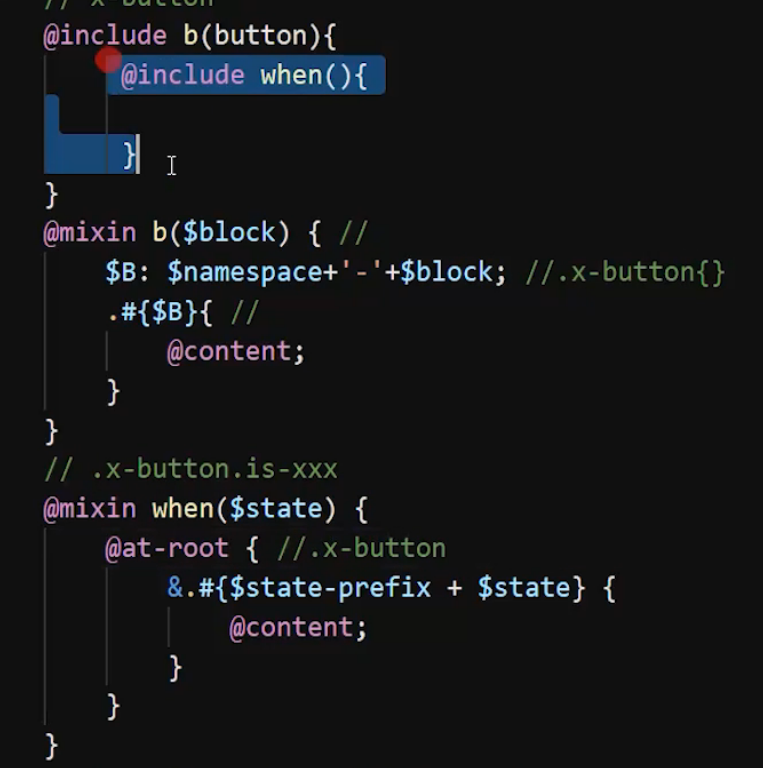 // x-button
@include b(button){
@include when(){
}
}
@mixin b($block) { //
$B: $namespace+'-'+$block; //.x-button{}
.#{$B}{ //
@content;
}
}
// .x-button.is-xxx
@mixin when($state) {
@at-root { //.x-button
&.#{$state-prefix + $state} {
@content;
}
}
}